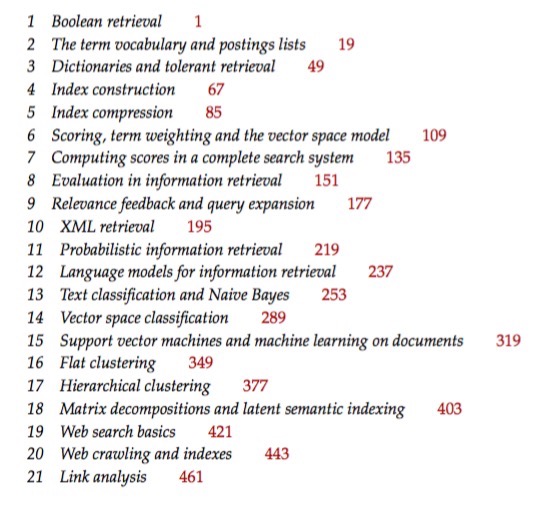 1 Boolean retrieval 1
2 The term vocabulary and postings lists 19
3 Dictionaries and tolerant retrieval 49
4 Index construction 67
5 Index compression 85
6 Scoring, term weighting and the vector space model 109
7 Computing scores in a complete search system 135
8 Evaluation in information retrieval 151
9 Relevance feedback and query expansion 177
10 XML retrieval 195
11 Probabilistic information retrieval 219
12 Language models for information retrieval 237
13 Text classification and Naive Bayes 253
14 Vector space classification 289
15 Support vector machines and machine learning on documents 319
16 Flat clustering 349
17 Hierarchical clustering 377
18 Matrix decompositions and latent semantic indexing 403
19 Web search basics 421
20 Web crawling and indexes 443
21 Link analysis 461